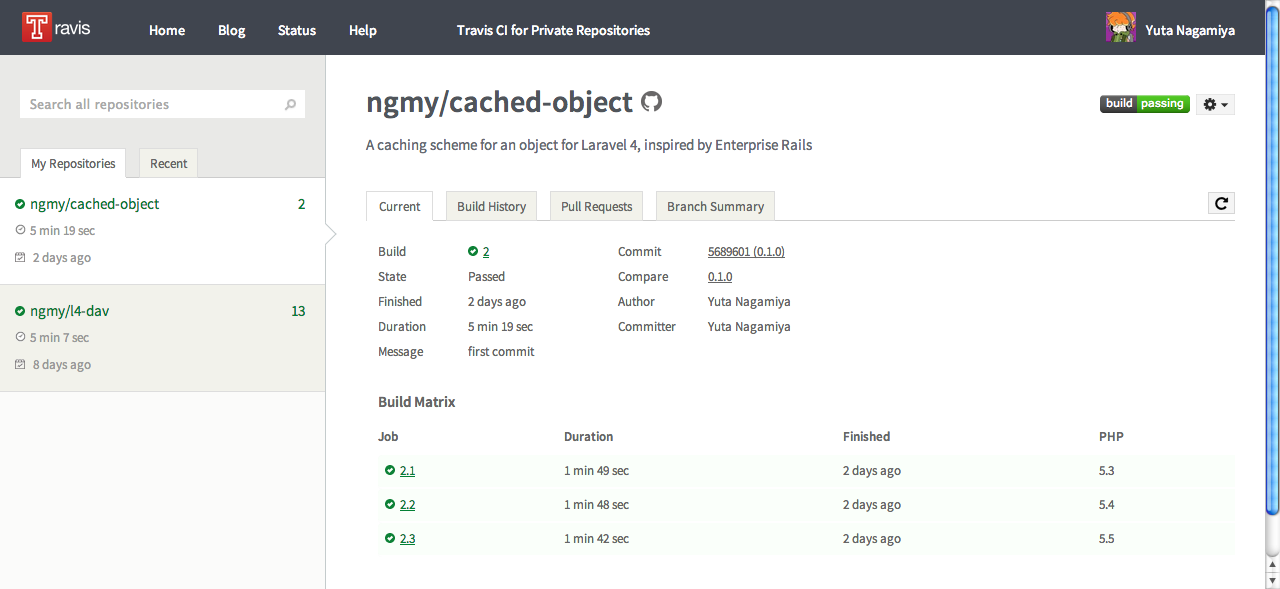 Travis Home Blog Status Help Travis CI for Private Repositories Yuta Nagamiya
Search all repositories
My Repositories Recent
ngmy/cached-object 2
5 min 19 sec
2 days ago
ngmy/l4-dav 13
5 min 7 sec
8 days ago
ngmy/cached-object build passing
A caching scheme for an object for Laravel 4, inspired by Enterprise Rails
Current Build History Pull Requests Branch Summary
Build 2 Commit 5689601 (0.1.0)
State Passed Compare 0.1.0
Finished 2 days ago Author Yuta Nagamiya
Duration 5 min 19 sec Committer Yuta Nagamiya
Message first commit
Build Matrix
Job Duration Finished PHP
2.1 1 min 49 sec 2 days ago 5.3
2.2 1 min 48 sec 2 days ago 5.4
2.3 1 min 42 sec 2 days ago 5.5